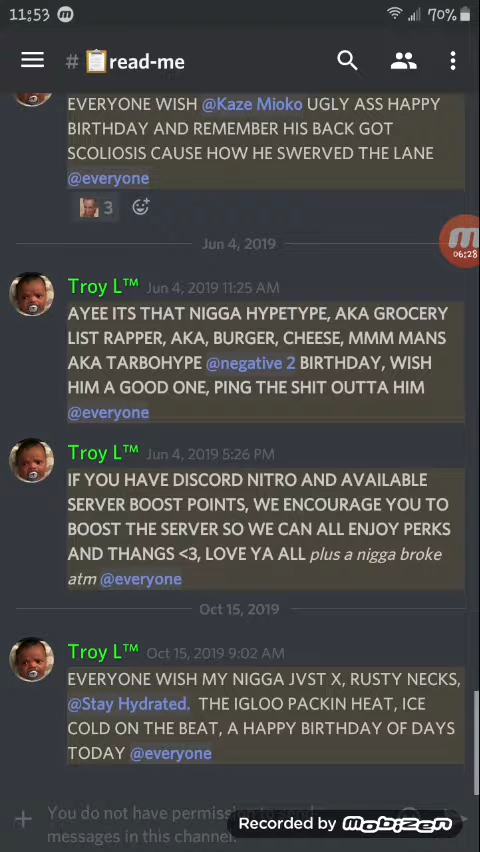 11:53
70%
# read-me
EVERYONE WISH @Kaze Mioko UGLY ASS HAPPY
BIRTHDAY AND REMEMBER HIS BACK GOT
SCOLIOSIS CAUSE HOW HE SWERVED THE LANE
@everyone
3
Jun 4, 2019
06:28
Troy L™ Jun 4, 2019 11:25 AM
AYEE ITS THAT NIGGA HYPETYPE, AKA GROCERY
LIST RAPPER, AKA, BURGER, CHEESE, MMM MANS
AKA TARBOHYPE @negative 2 BIRTHDAY, WISH
HIM A GOOD ONE, PING THE SHIT OUTTA HIM
@everyone
Troy L™ Jun 4, 2019 5:26 PM
IF YOU HAVE DISCORD NITRO AND AVAILABLE
SERVER BOOST POINTS, WE ENCOURAGE YOU TO
BOOST THE SERVER SO WE CAN ALL ENJOY PERKS
AND THANGS <3, LOVE YA ALL plus a nigga broke
atm @everyone
Oct 15, 2019
Troy L™ Oct 15, 2019 9:02 AM
EVERYONE WISH MY NIGGA JVST X, RUSTY NECKS,
@Stay Hydrated. THE IGLOO PACKIN HEAT, ICE
COLD ON THE BEAT, A HAPPY BIRTHDAY OF DAYS
TODAY @everyone
You do not have permission to send
messages in this channel.
Recorded by Mobizen